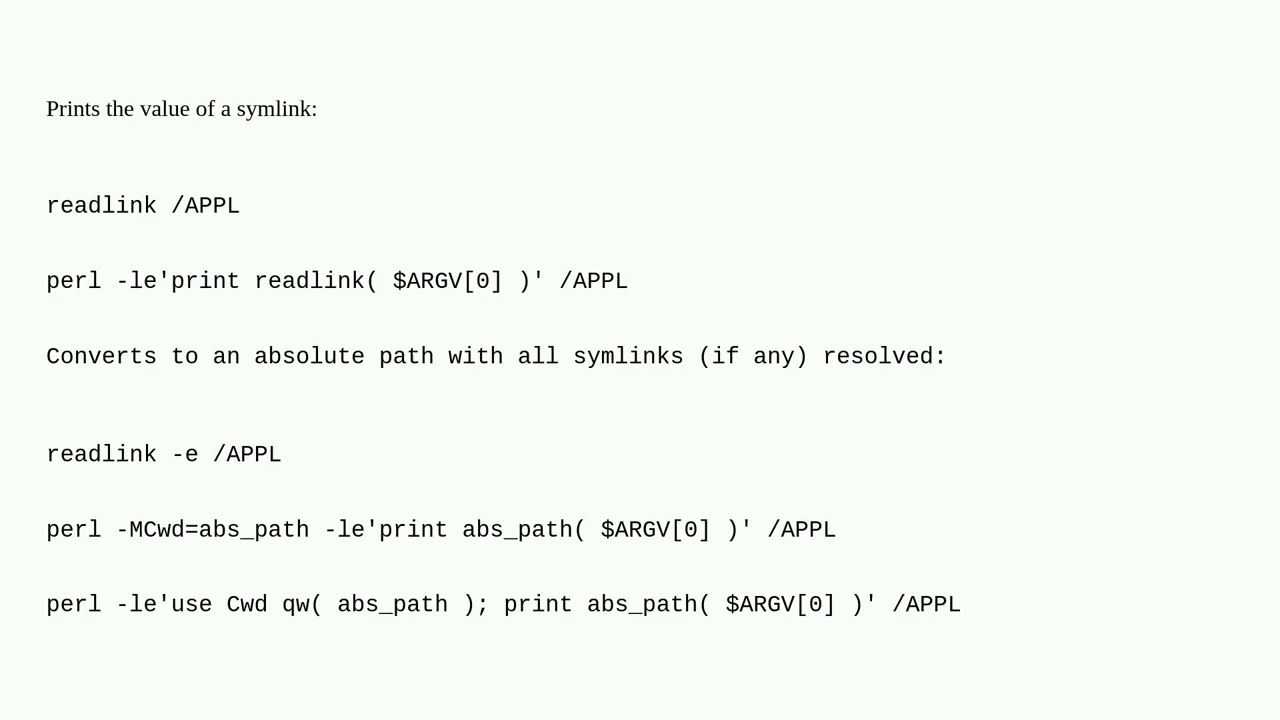 Prints the value of a symlink:
readlink /APPL
perl -le'print readlink( $ARGV[0] )' /APPL
Converts to an absolute path with all symlinks (if any) resolved:
readlink -e /APPL
perl -MCwd=abs_path -le'print abs_path( $ARGV[0] )' /APPL
perl -le'use Cwd qw( abs_path ); print abs_path( $ARGV[0] )' /APPL